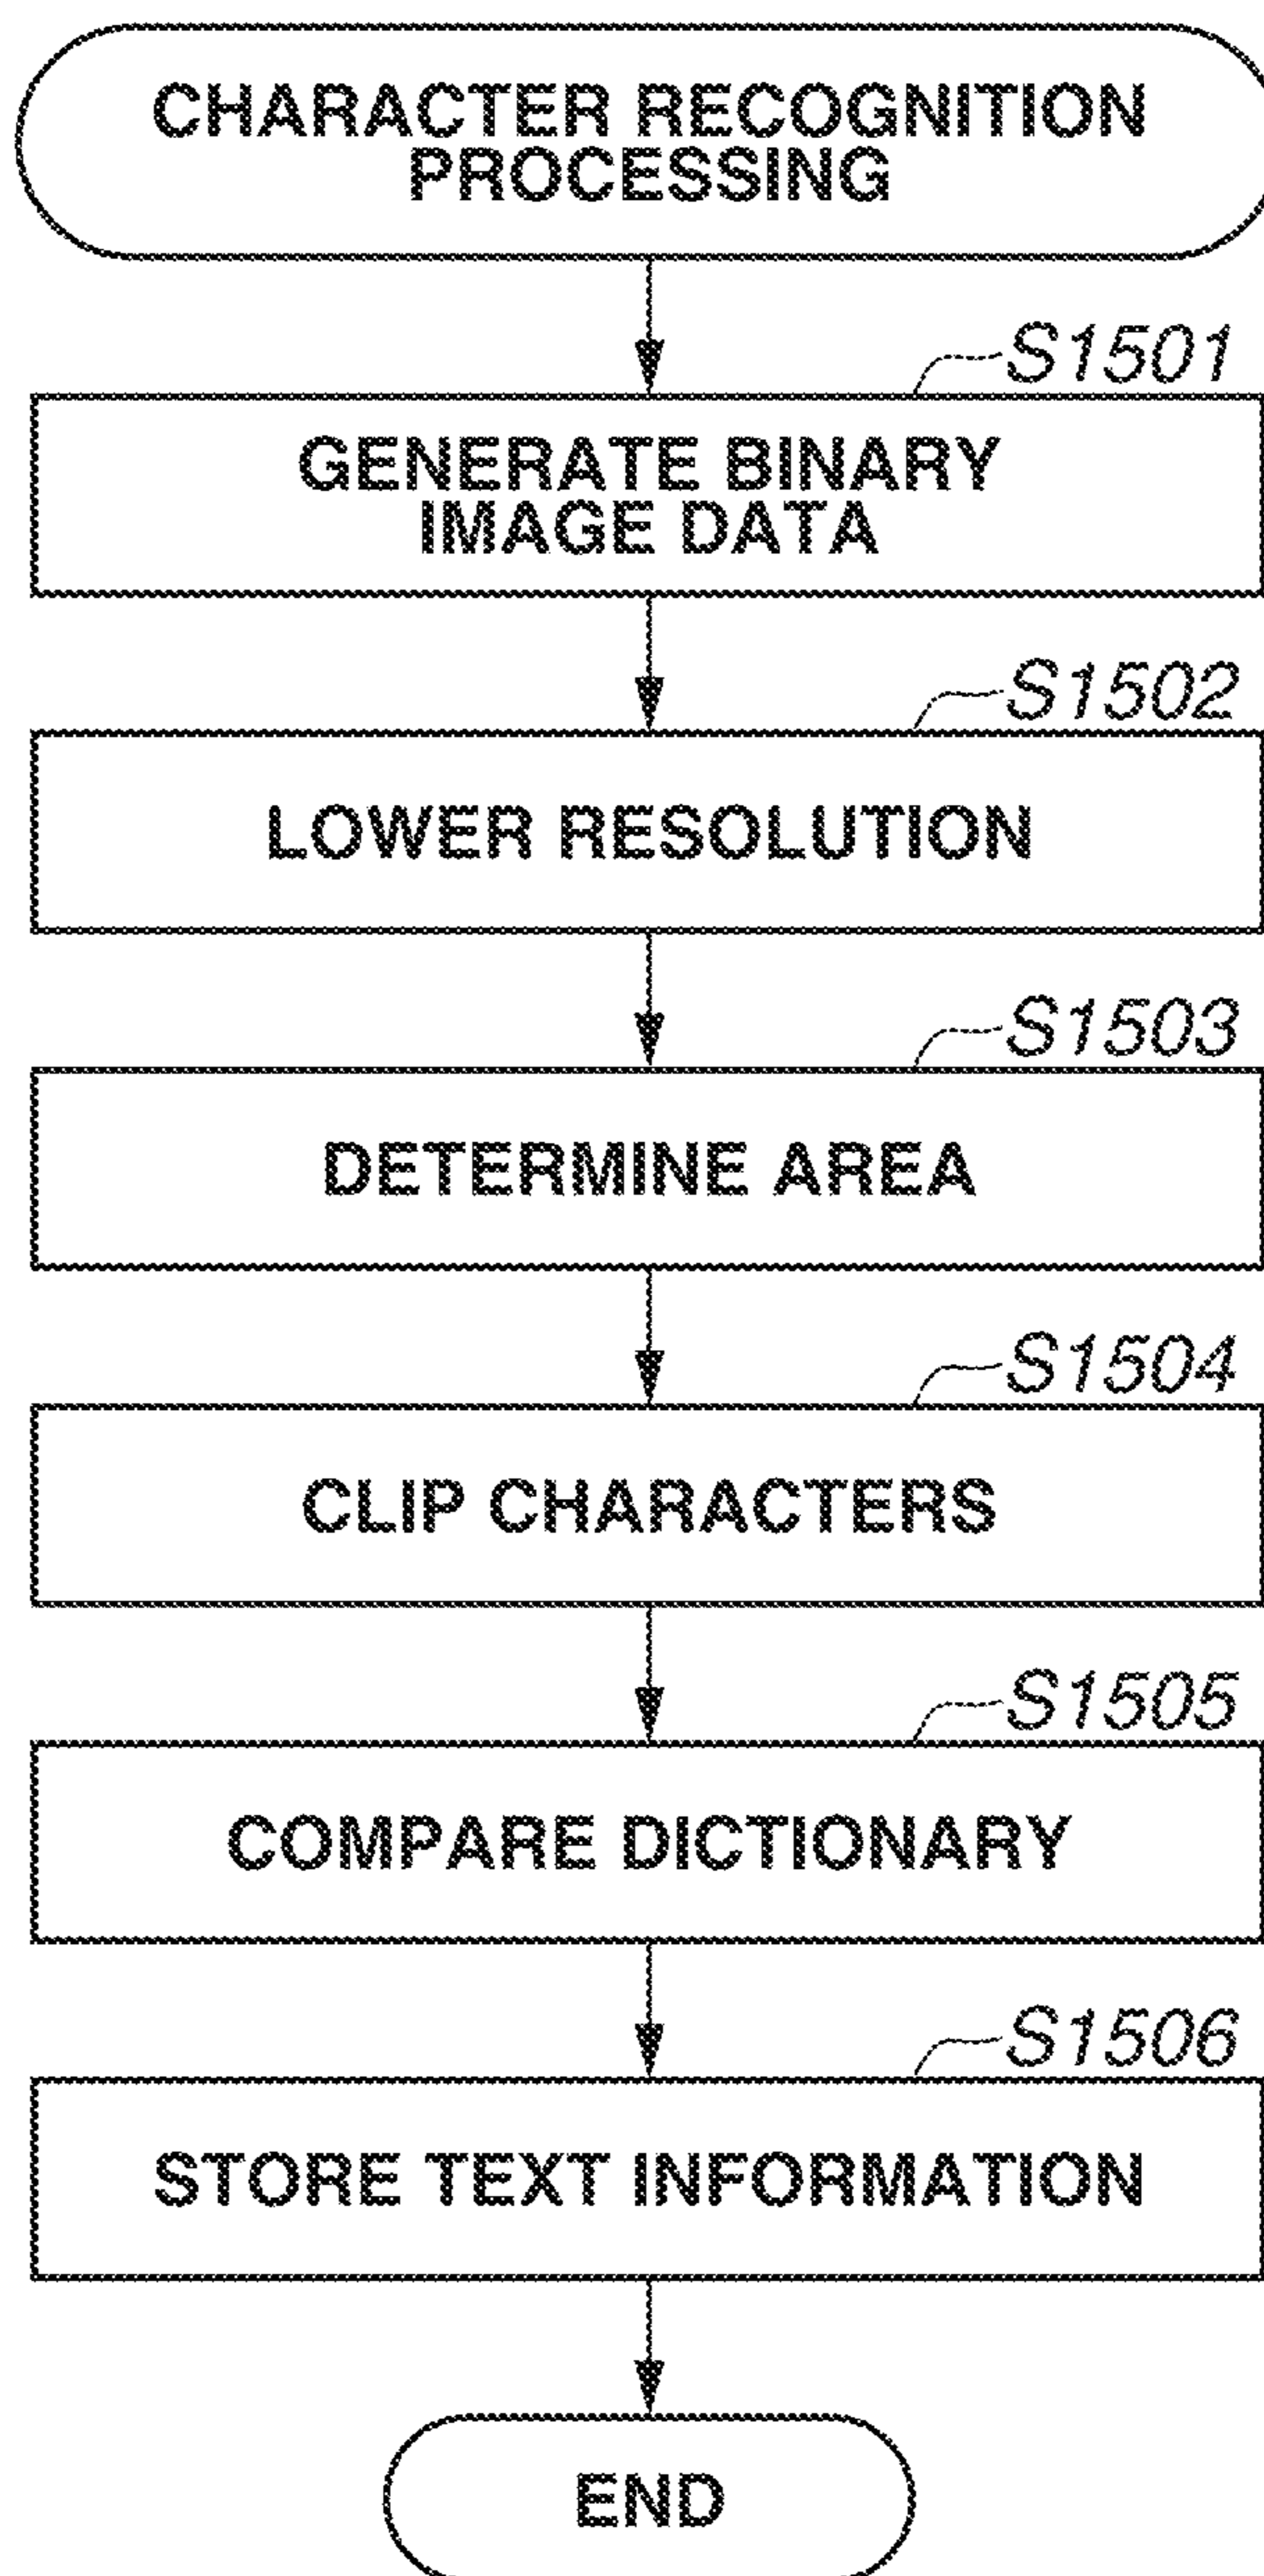 CHARACTER RECOGNITION
PROCESSING
S1501
GENERATE BINARY
IMAGE DATA
S1502
LOWER RESOLUTION
S1503
DETERMINE AREA
S1504
CLIP CHARACTERS
S1505
COMPARE DICTIONARY
S1506
STORE TEXT INFORMATION
END